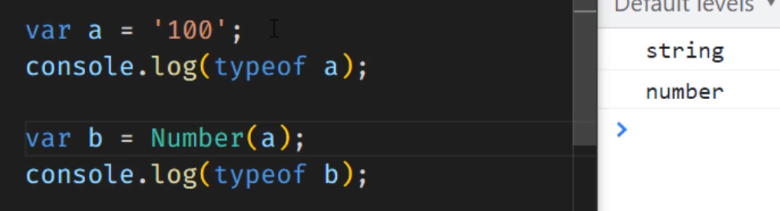 var a = '100';
console.log(typeof a);
var b = Number(a);
console.log(typeof b);
Default levels
string
number